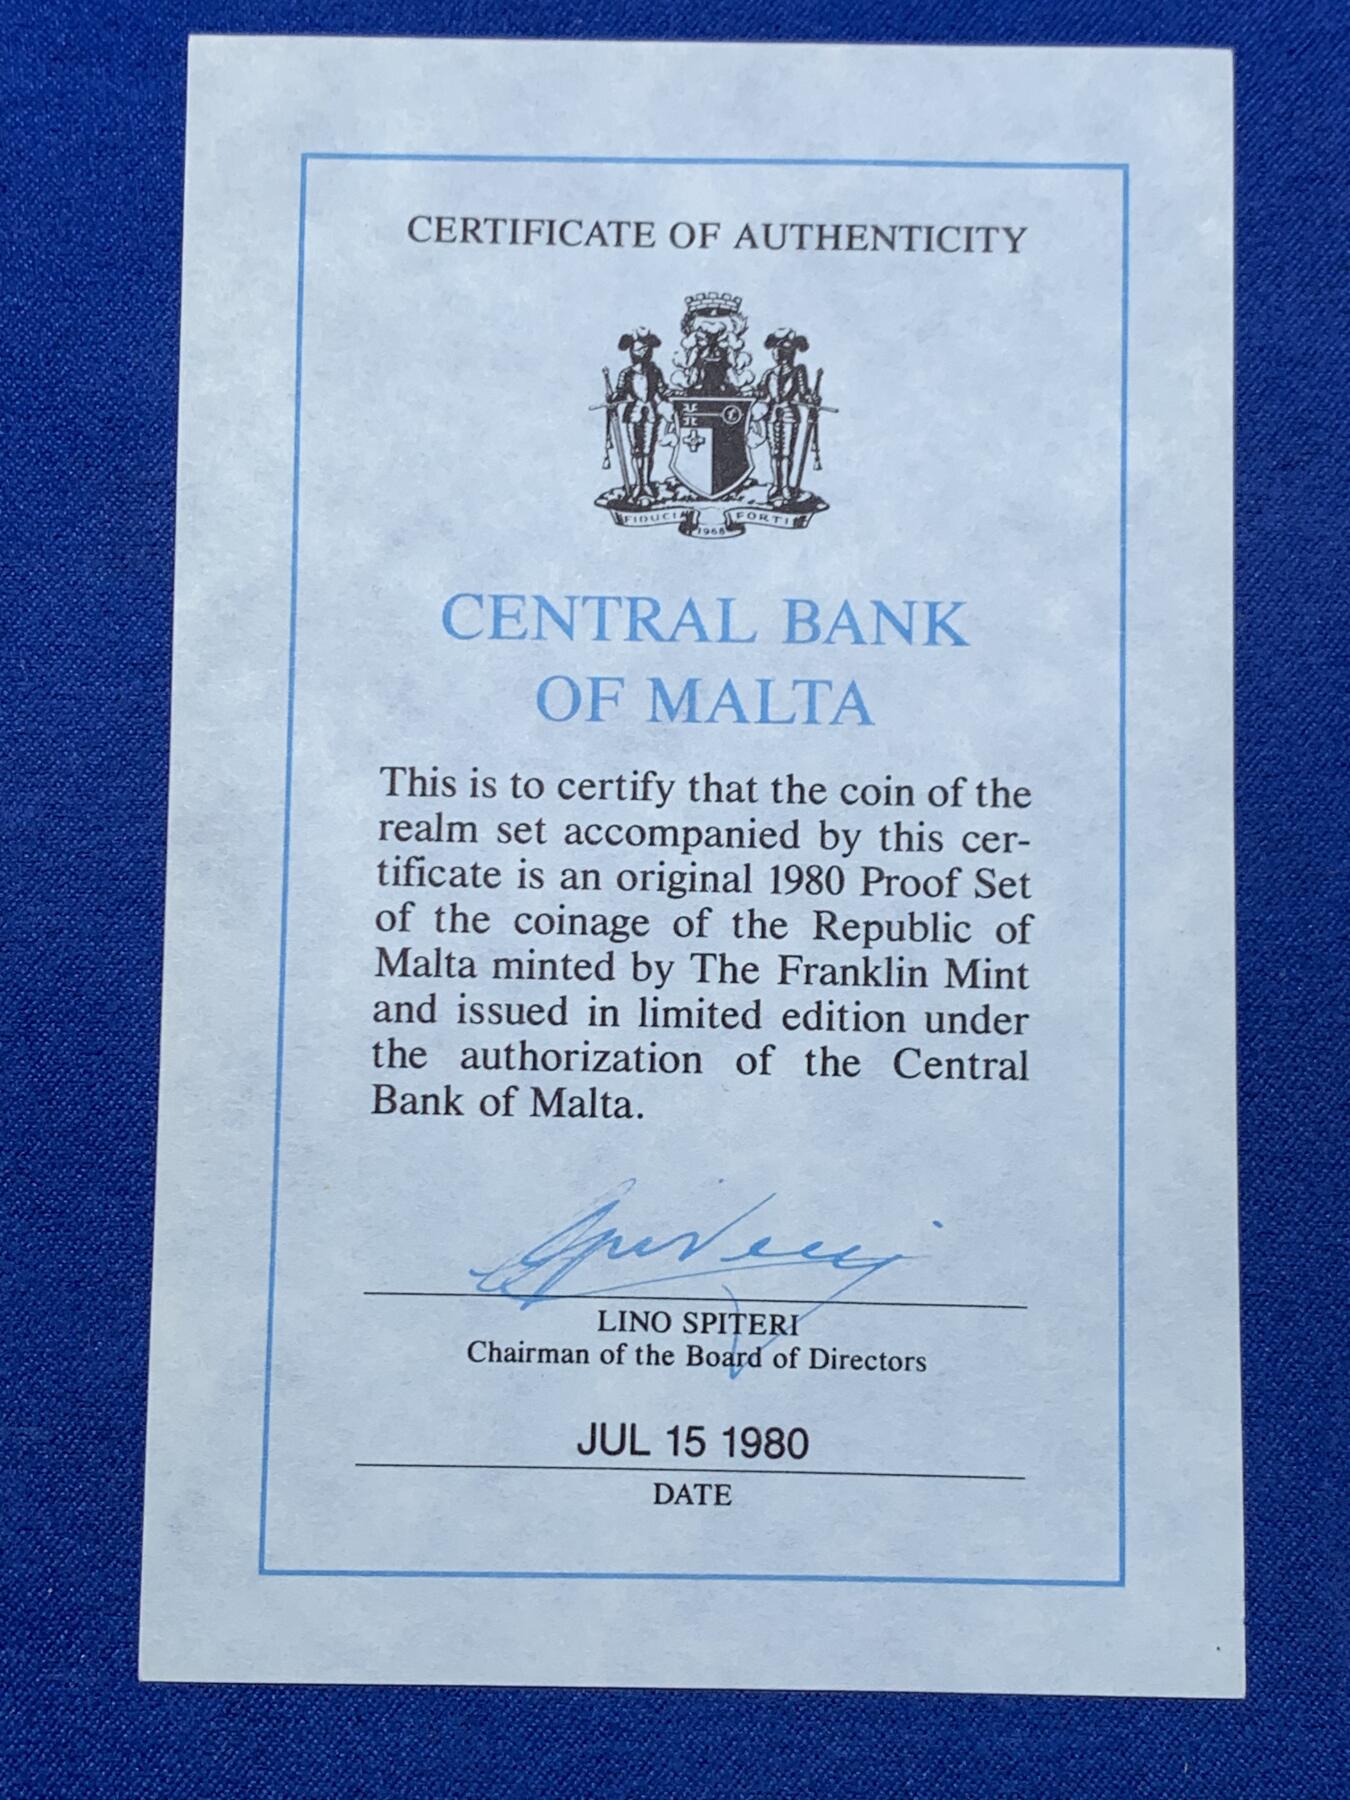 CERTIFICATE OF AUTHENTICITY
FIDUCIA FORTIS
1968
CENTRAL BANK
OF MALTA
This is to certify that the coin of the
realm set accompanied by this cer-
tificate is an original 1980 Proof Set
of the coinage of the Republic of
Malta minted by The Franklin Mint
and issued in limited edition under
the authorization of the Central
Bank of Malta.
LINO SPITERI
Chairman of the Board of Directors
JUL 15 1980
DATE